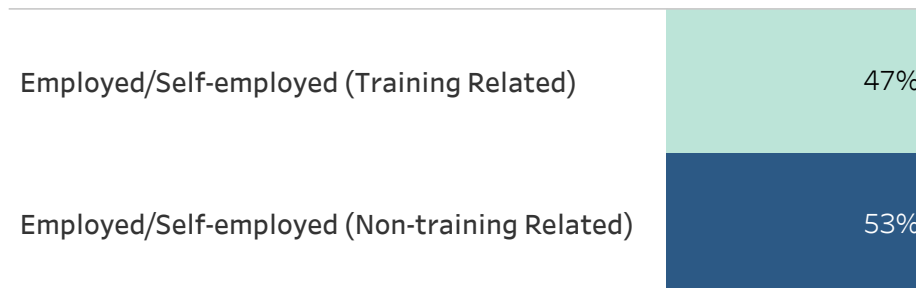 Employed/Self-employed (Training Related) 47%
Employed/Self-employed (Non-training Related) 53%